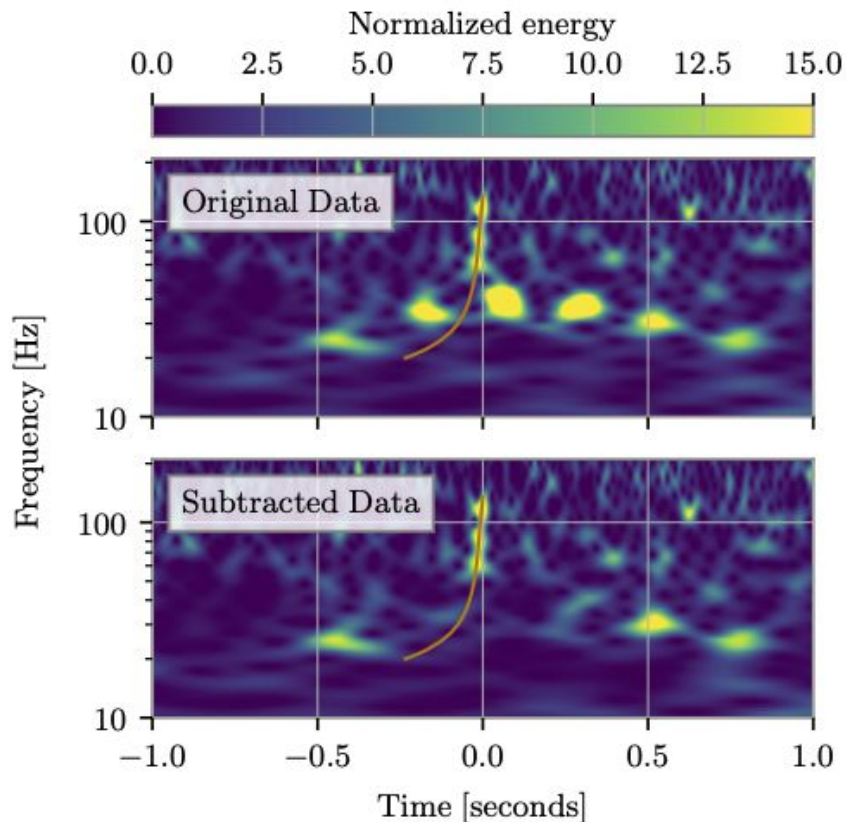 Normalized energy
0.0 2.5 5.0 7.5 10.0 12.5 15.0
Original Data
100
10
Frequency [Hz]
Subtracted Data
100
10
−1.0 −0.5 0.0 0.5 1.0
Time [seconds]